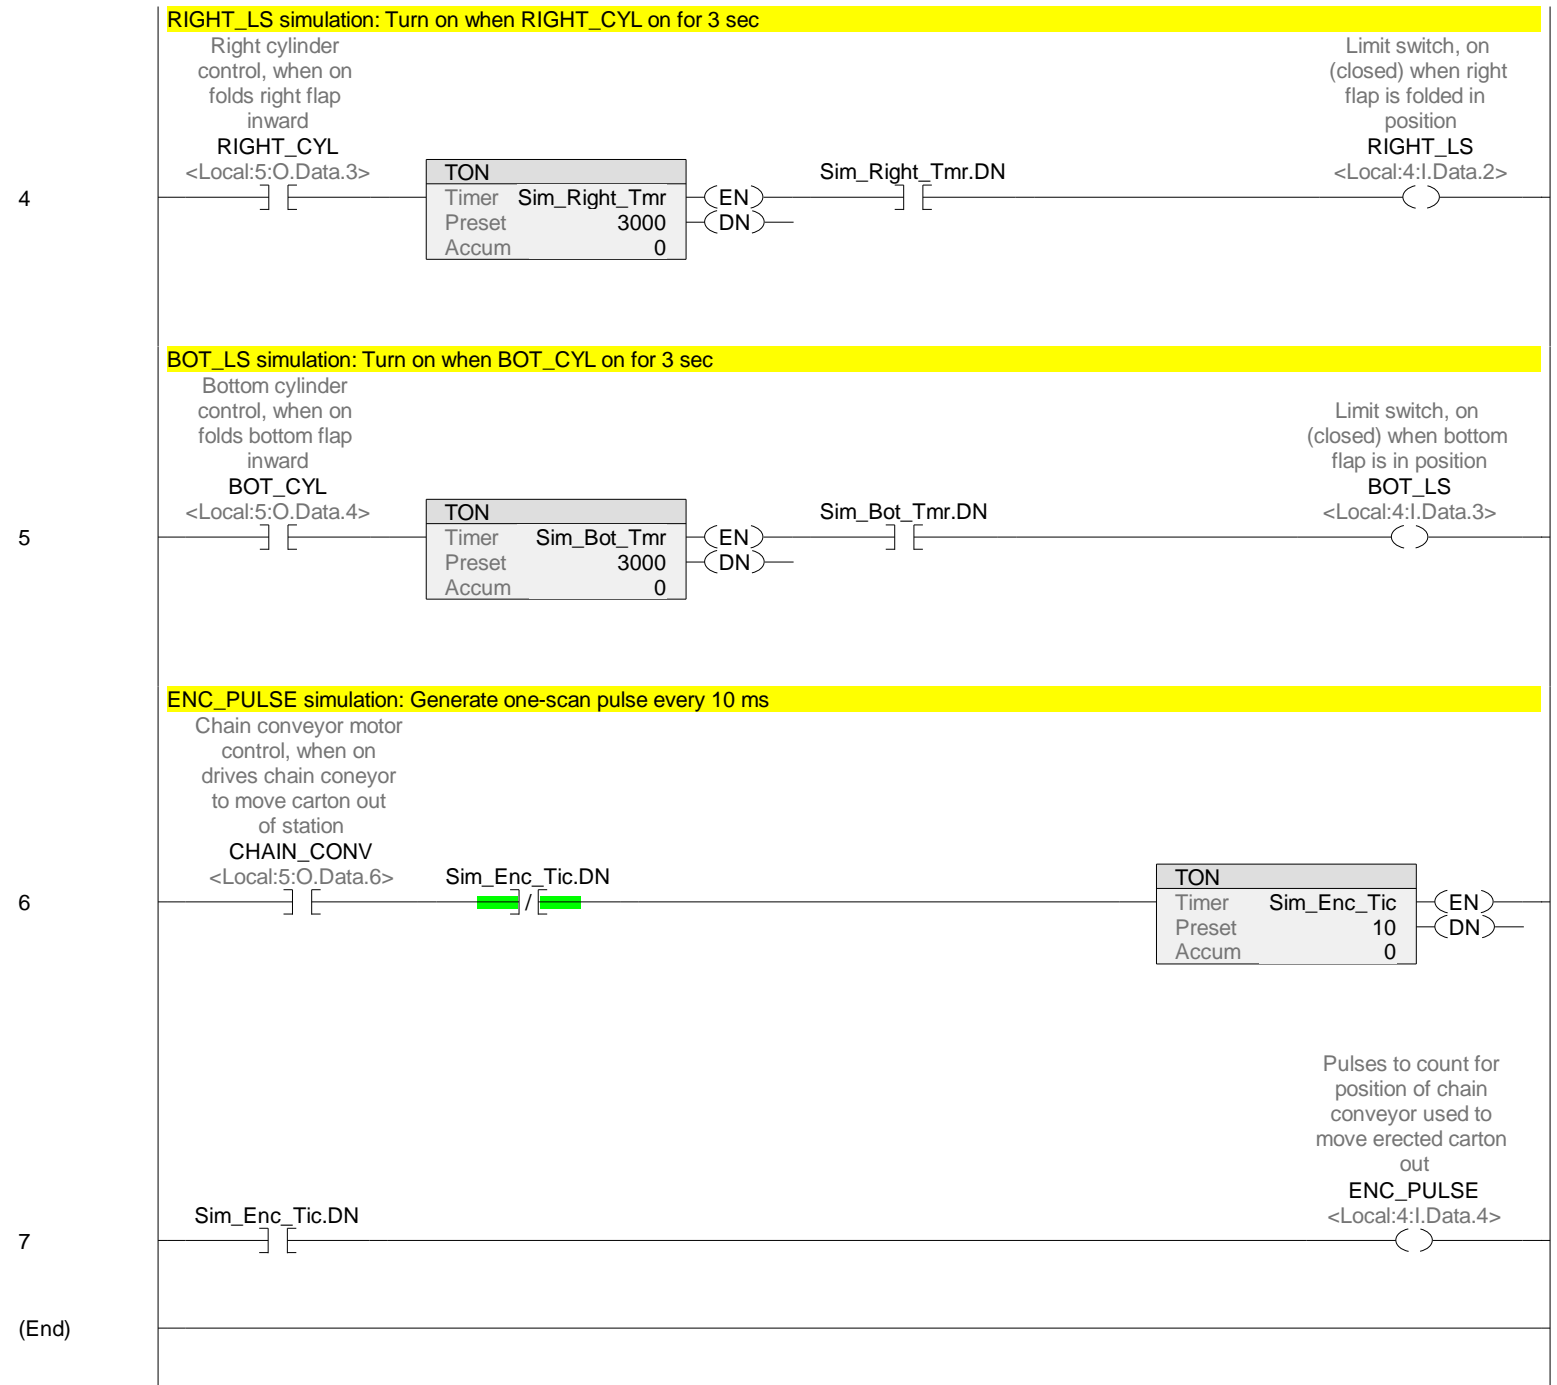 RIGHT_LS simulation: Turn on when RIGHT_CYL on for 3 sec
Right cylinder
control, when on
folds right flap
inward
RIGHT_CYL
<Local:5:O.Data.3>
Limit switch, on
(closed) when right
flap is folded in
position
RIGHT_LS
<Local:4:I.Data.2>
4
TON
Timer Sim_Right_Tmr
Preset 3000
Accum 0
EN
DN
Sim_Right_Tmr.DN
BOT_LS simulation: Turn on when BOT_CYL on for 3 sec
Bottom cylinder
control, when on
folds bottom flap
inward
BOT_CYL
<Local:5:O.Data.4>
Limit switch, on
(closed) when bottom
flap is in position
BOT_LS
<Local:4:I.Data.3>
5
TON
Timer Sim_Bot_Tmr
Preset 3000
Accum 0
EN
DN
Sim_Bot_Tmr.DN
ENC_PULSE simulation: Generate one-scan pulse every 10 ms
Chain conveyor motor
control, when on
drives chain coneyor
to move carton out
of station
CHAIN_CONV
<Local:5:O.Data.6>
6
Sim_Enc_Tic.DN
/
TON
Timer Sim_Enc_Tic
Preset 10
Accum 0
EN
DN
Pulses to count for
position of chain
conveyor used to
move erected carton
out
ENC_PULSE
<Local:4:I.Data.4>
7
Sim_Enc_Tic.DN
(End)